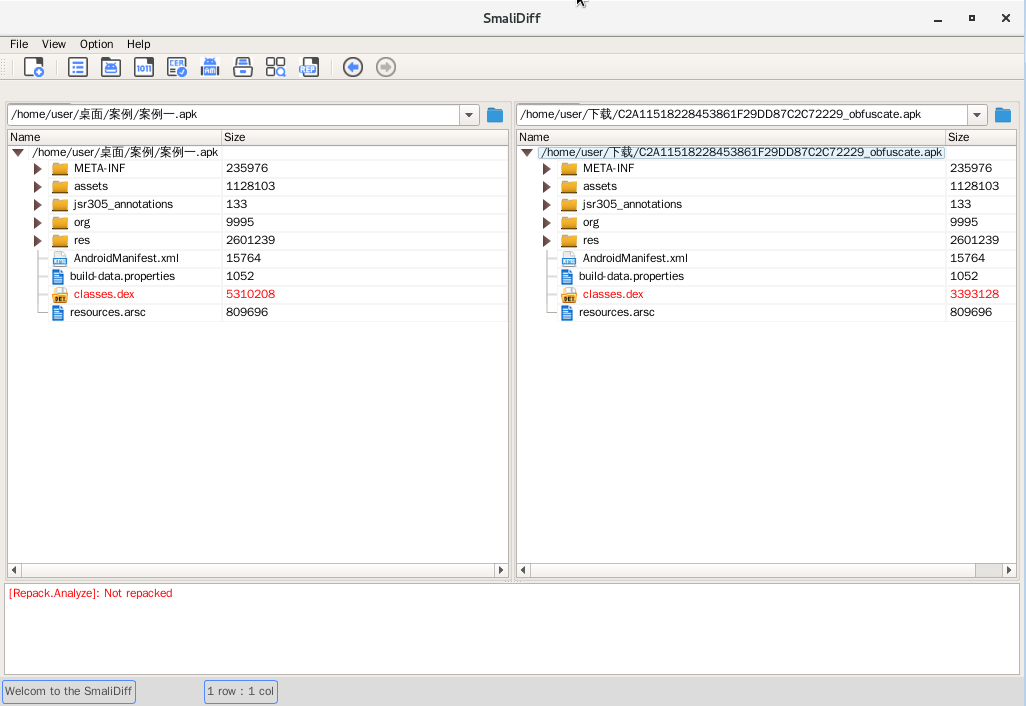 SmaliDiff
File View Option Help
1011 CER AM REP
/home/user/桌面/案例/案例一.apk
/home/user/下载/C2A11518228453861F29DD87C2C72229_obfuscate.apk
Name Size
/home/user/桌面/案例/案例一.apk
META-INF 235976
assets 1128103
jsr305_annotations 133
org 9995
res 2601239
AndroidManifest.xml 15764
build-data.properties 1052
classes.dex 5310208
resources.arsc 809696
Name Size
/home/user/下载/C2A11518228453861F29DD87C2C72229_obfuscate.apk
META-INF 235976
assets 1128103
jsr305_annotations 133
org 9995
res 2601239
AndroidManifest.xml 15764
build-data.properties 1052
classes.dex 3393128
resources.arsc 809696
[Repack.Analyze]: Not repacked
Welcom to the SmaliDiff
1 row : 1 col